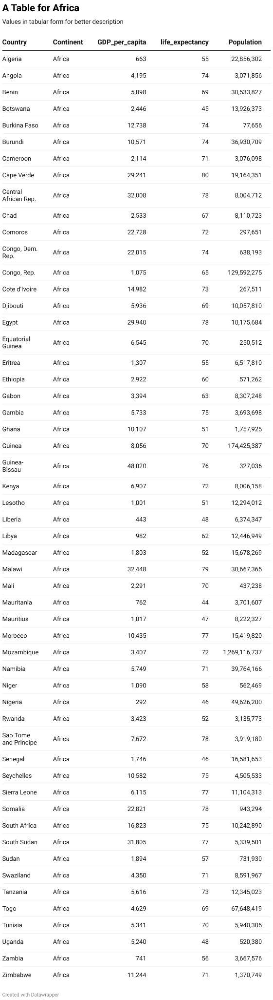 A Table for Africa
Values in tabular form for better description
Country Continent GDP_per_capita life_expectancy Population
Algeria Africa 663 55 22,856,302
Angola Africa 4,195 74 3,071,856
Benin Africa 5,098 69 30,533,827
Botswana Africa 2,446 45 13,926,373
Burkina Faso Africa 12,738 74 77,656
Burundi Africa 10,571 74 36,930,709
Cameroon Africa 2,114 71 3,076,098
Cape Verde Africa 29,241 80 19,164,351
Central
African Rep. Africa 32,008 78 8,004,712
Chad Africa 2,533 67 8,110,723
Comoros Africa 22,728 72 297,651
Congo, Dem.
Rep. Africa 22,015 74 638,193
Congo, Rep. Africa 1,075 65 129,592,275
Cote d'Ivoire Africa 14,982 73 267,511
Djibouti Africa 5,936 69 10,057,810
Egypt Africa 29,940 78 10,175,684
Equatorial
Guinea Africa 6,545 70 250,512
Eritrea Africa 1,307 55 6,517,810
Ethiopia Africa 2,922 60 571,262
Gabon Africa 3,394 63 8,307,248
Gambia Africa 5,733 75 3,693,698
Ghana Africa 10,107 51 1,757,925
Guinea Africa 8,056 70 174,425,387
Guinea-
Bissau Africa 48,020 76 327,036
Kenya Africa 6,907 72 8,006,158
Lesotho Africa 1,001 51 12,294,012
Liberia Africa 443 48 6,374,347
Libya Africa 982 62 12,446,949
Madagascar Africa 1,803 52 15,678,269
Malawi Africa 32,448 79 30,667,365
Mali Africa 2,291 70 437,238
Mauritania Africa 762 44 3,701,607
Mauritius Africa 1,017 47 8,222,327
Morocco Africa 10,435 77 15,419,820
Mozambique Africa 3,407 72 1,269,116,737
Namibia Africa 5,749 71 39,764,166
Niger Africa 1,090 58 562,469
Nigeria Africa 292 46 49,626,200
Rwanda Africa 3,423 52 3,135,773
Sao Tome
and Principe Africa 7,672 78 3,919,180
Senegal Africa 1,746 46 16,581,653
Seychelles Africa 10,582 75 4,505,533
Sierra Leone Africa 6,115 77 11,104,313
Somalia Africa 22,821 78 943,294
South Africa Africa 16,823 75 10,242,890
South Sudan Africa 31,805 77 5,339,501
Sudan Africa 1,894 57 731,930
Swaziland Africa 4,350 71 8,591,967
Tanzania Africa 5,616 73 12,345,023
Togo Africa 4,629 69 67,648,419
Tunisia Africa 5,341 70 5,940,305
Uganda Africa 5,240 48 520,380
Zambia Africa 741 56 3,667,576
Zimbabwe Africa 11,244 71 1,370,749
Created with Datawrapper